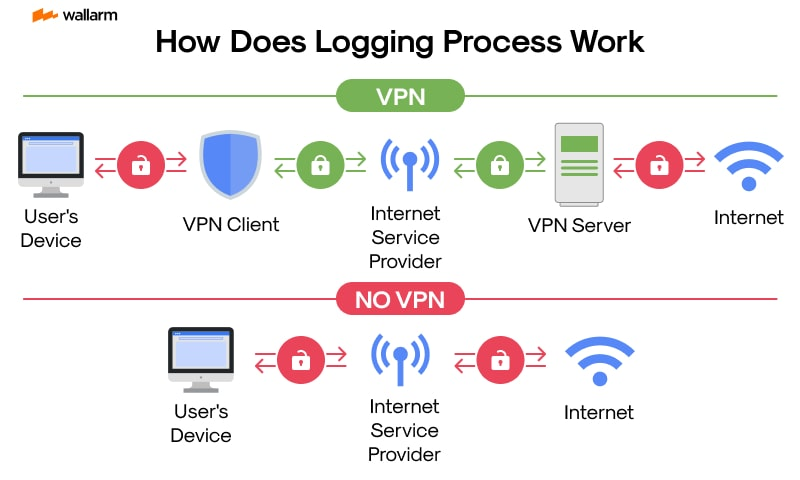 wallarm
How Does Logging Process Work
VPN
User's
Device
VPN Client
Internet
Service
Provider
VPN Server
Internet
NO VPN
User's
Device
Internet
Service
Provider
Internet